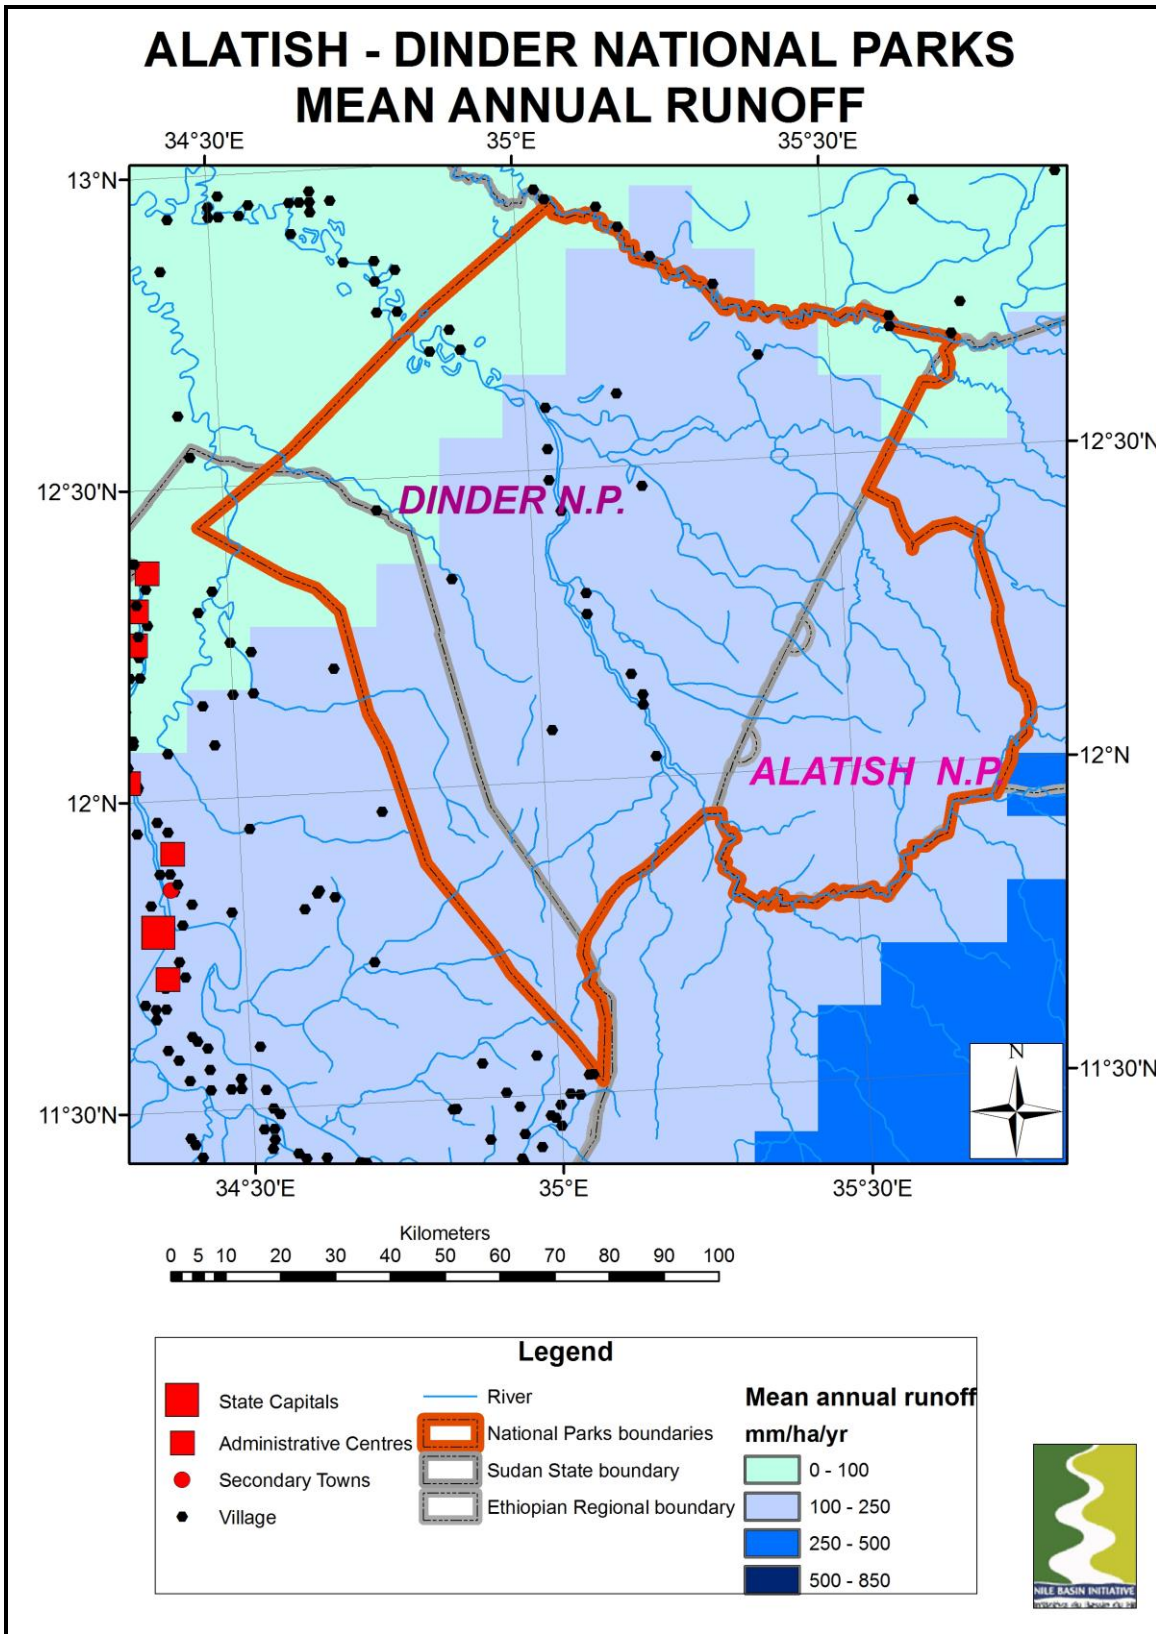 ALATISH - DINDER NATIONAL PARKS
MEAN ANNUAL RUNOFF
34°30'E 35°E 35°30'E
13°N
12°30'N
12°30'N
DINDER N.P.
12°N
ALATISH N.P.
12°N
N
11°30'N
11°30'N
34°30'E 35°E 35°30'E
Kilometers
0 5 10 20 30 40 50 60 70 80 90 100
Legend
State Capitals
Administrative Centres
Secondary Towns
Village
River
National Parks boundaries
Sudan State boundary
Ethiopian Regional boundary
Mean annual runoff
mm/ha/yr
0 - 100
100 - 250
250 - 500
500 - 850
NILE BASIN INITIATIVE